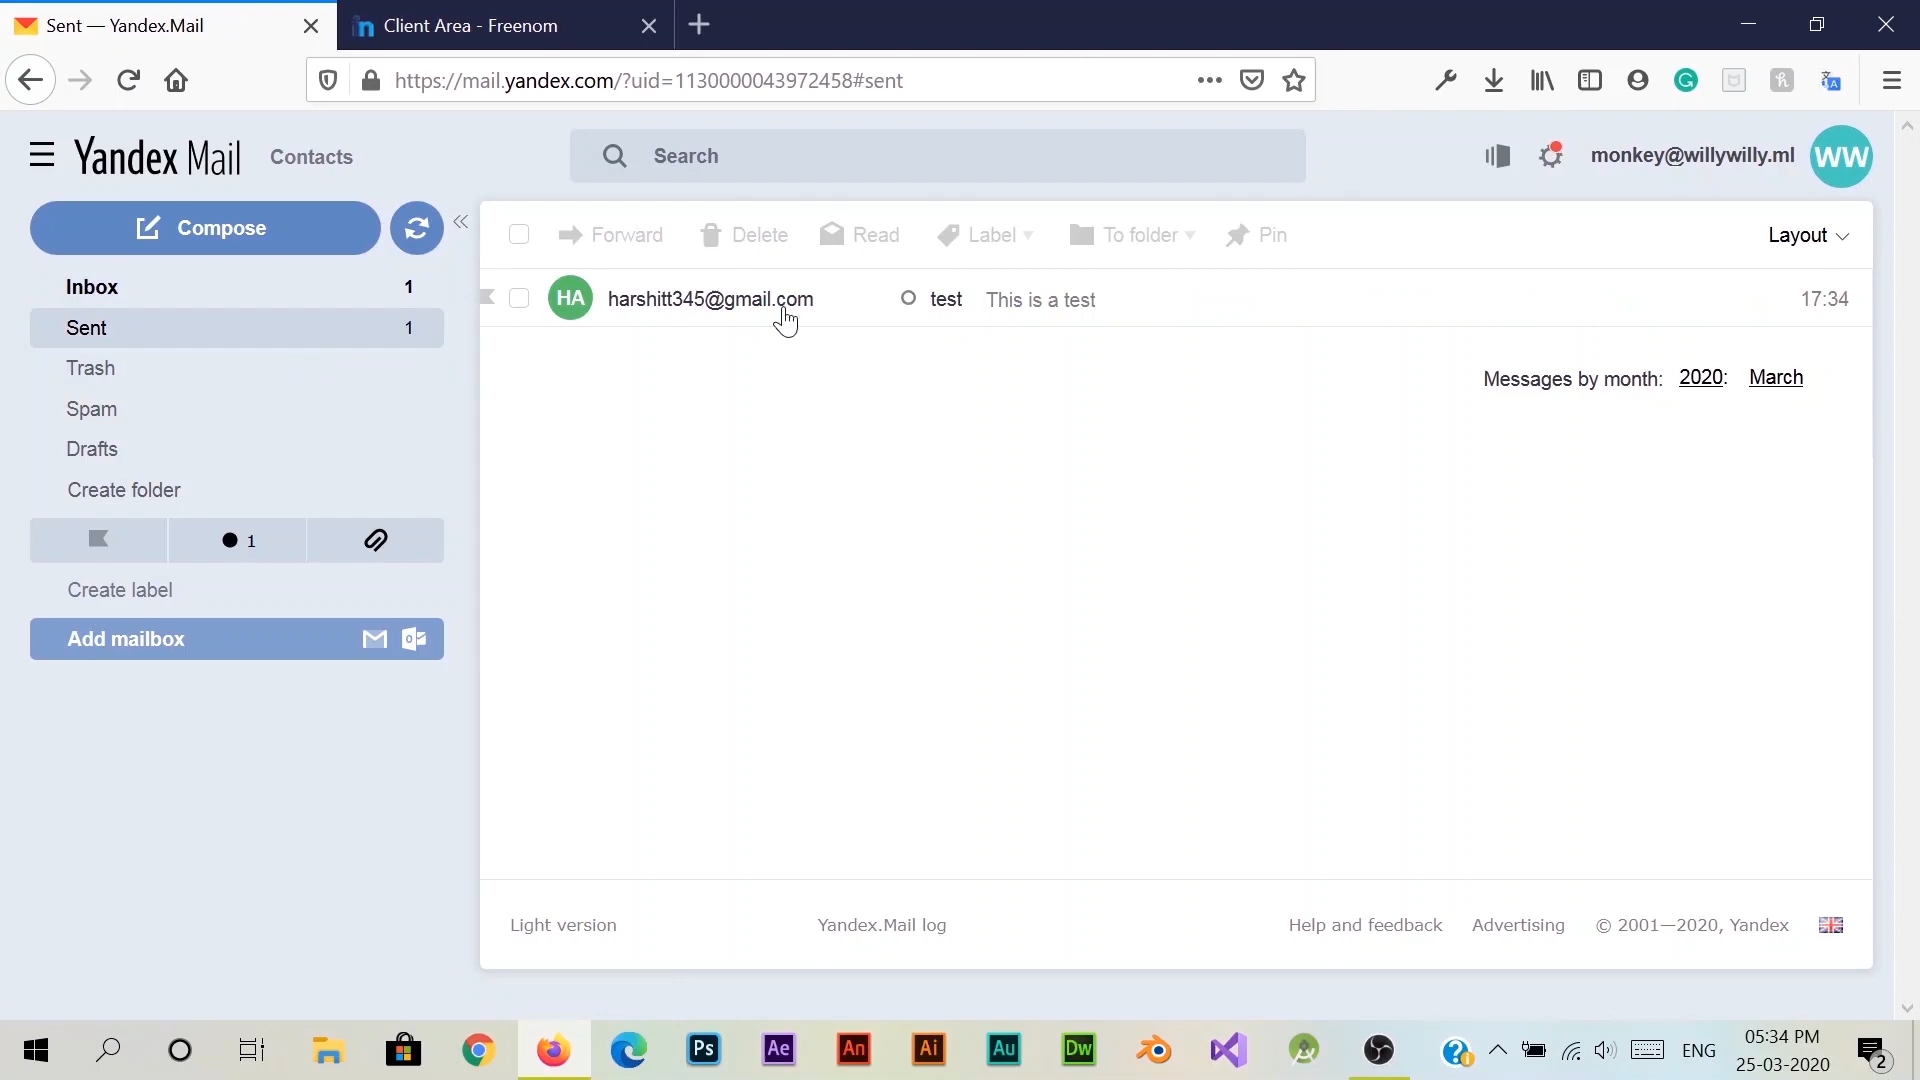 Sent — Yandex.Mail
Client Area - Freenom
https://mail.yandex.com/?uid=1130000043972458#sent
Yandex Mail
Contacts
Search
monkey@willywilly.ml
WW
Compose
Forward
Delete
Read
Label
To folder
Pin
Layout
Inbox 1
HA
harshitt345@gmail.com
test This is a test
17:34
Sent 1
Trash
Messages by month: 2020: March
Spam
Drafts
Create folder
1
Create label
Add mailbox
Light version
Yandex.Mail log
Help and feedback
Advertising
© 2001—2020, Yandex
Ps
Ae
An
Ai
Au
Dw
ENG
05:34 PM
25-03-2020
2